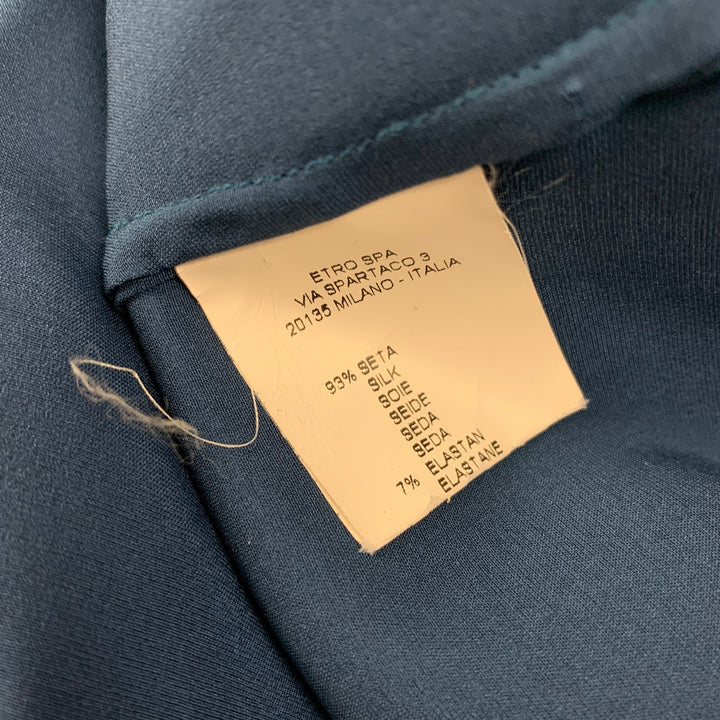 ETRO SPA
VIA SPARTACO 3
20135 MILANO - ITALIA
93% SETA
SILK
SOIE
SEIDE
SEDA
SEDA
7% ELASTAN
ELASTANE